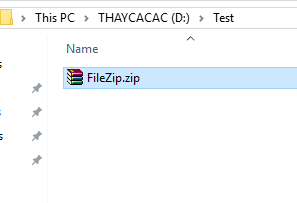 This PC > THAYCACAC (D:) > Test
Name
FileZip.zip